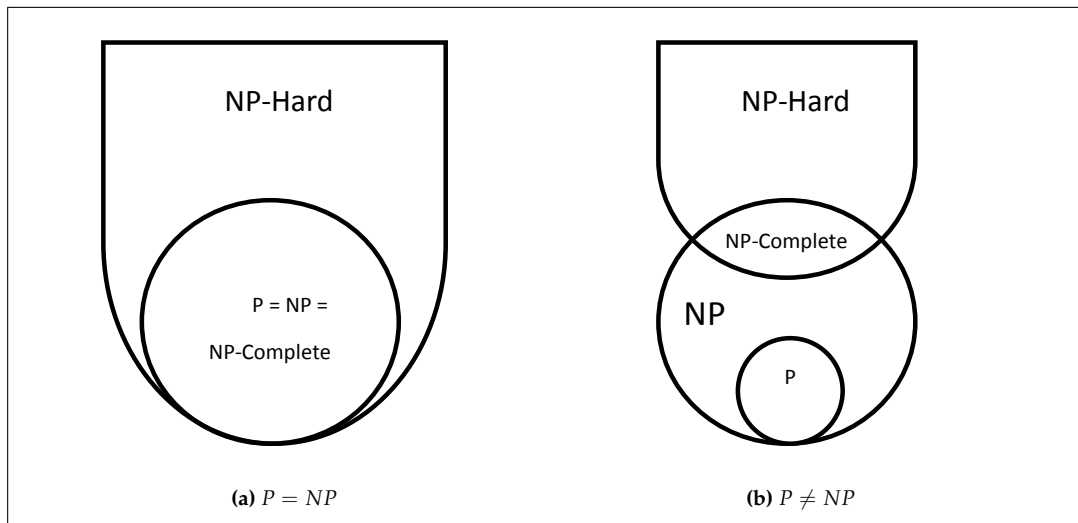 NP-Hard
P = NP =
NP-Complete
(a) P = NP
NP-Hard
NP-Complete
NP
P
(b) P ≠ NP